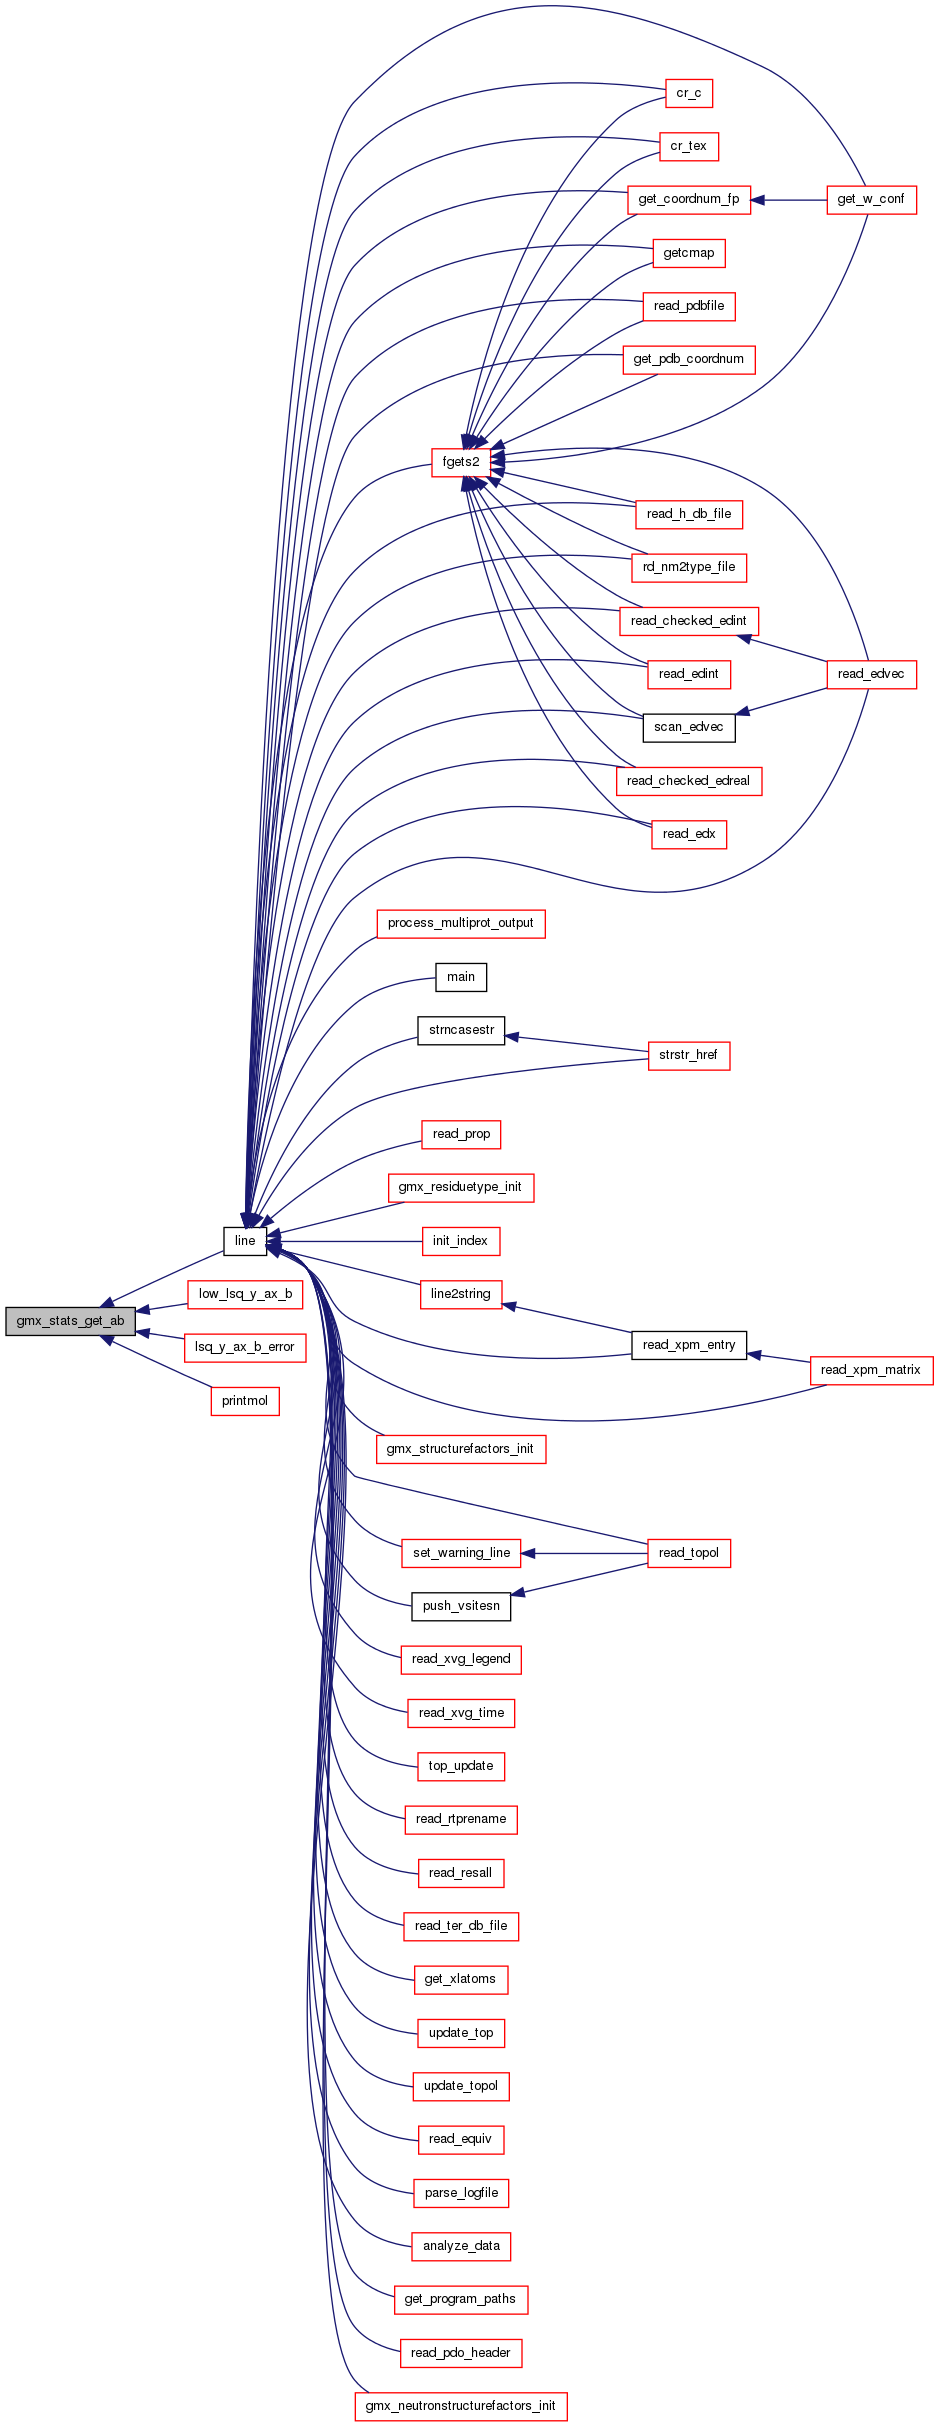 cr_c
cr_tex
get_coordnum_fp
get_w_conf
getcmap
read_pdbfile
get_pdb_coordnum
fgets2
read_h_db_file
rd_nm2type_file
read_checked_edint
read_edint
read_edvec
scan_edvec
read_checked_edreal
read_edx
process_multiprot_output
main
strncasestr
strstr_href
read_prop
gmx_residuetype_init
line
init_index
low_lsq_y_ax_b
line2string
gmx_stats_get_ab
lsq_y_ax_b_error
read_xpm_entry
read_xpm_matrix
printmol
gmx_structurefactors_init
set_warning_line
read_topol
push_vsitesn
read_xvg_legend
read_xvg_time
top_update
read_rtprename
read_resall
read_ter_db_file
get_xlatoms
update_top
update_topol
read_equiv
parse_logfile
analyze_data
get_program_paths
read_pdo_header
gmx_neutronstructurefactors_init